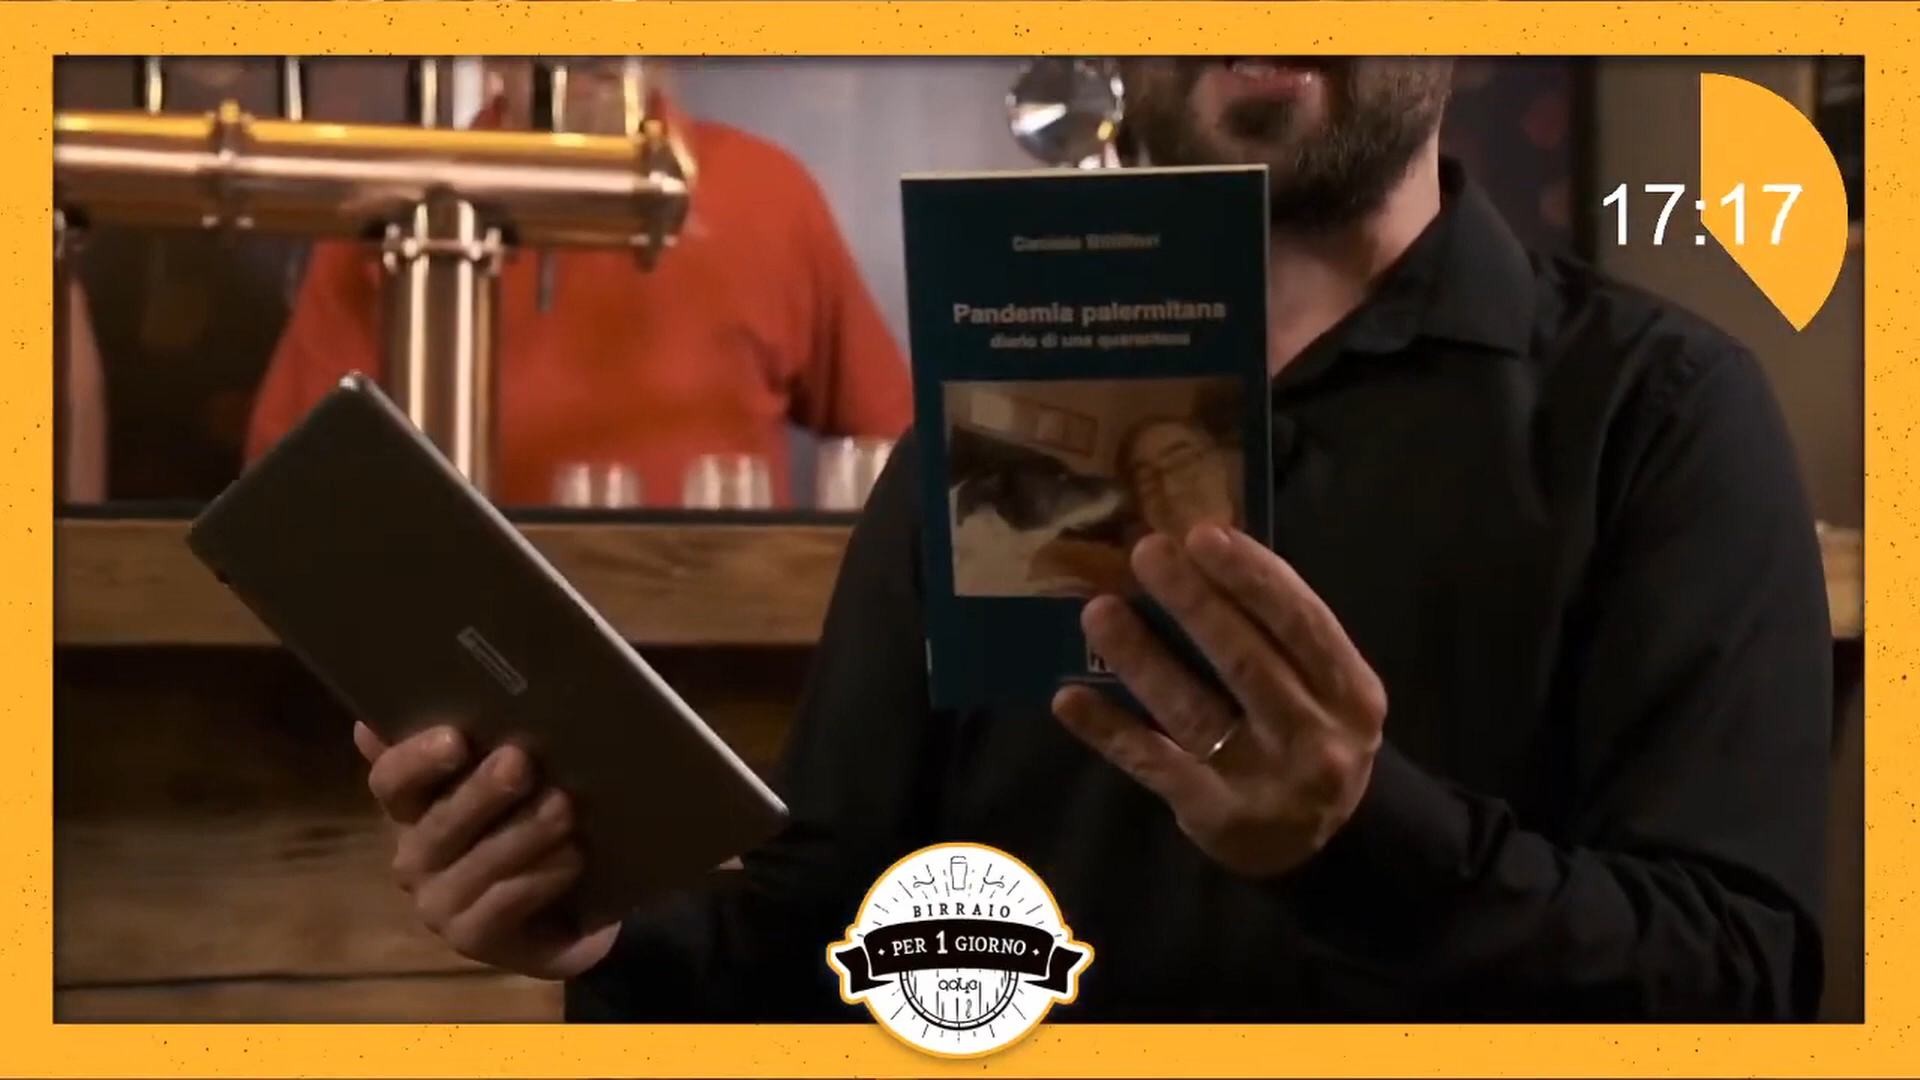 17:17
Pandemia palermitana
diario di una quarantena
BIRRAIO
PER 1 GIORNO